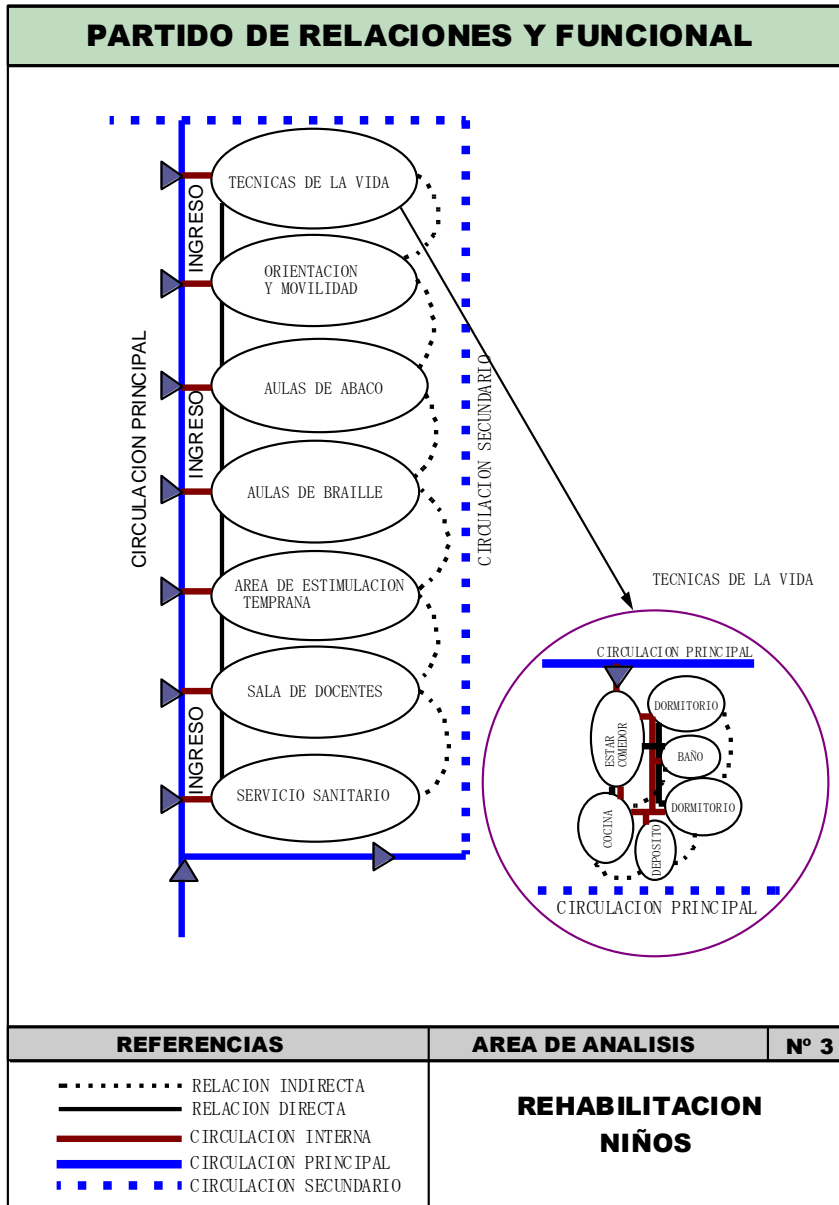 PARTIDO DE RELACIONES Y FUNCIONAL
TECNICAS DE LA VIDA
ORIENTACION
Y MOVILIDAD
AULAS DE ABACO
AULAS DE BRAILLE
AREA DE ESTIMULACION
TEMPRANA
SALA DE DOCENTES
SERVICIO SANITARIO
INGRESO
INGRESO
INGRESO
CIRCULACION PRINCIPAL
CIRCULACION SECUNDARIO
TECNICAS DE LA VIDA
CIRCULACION PRINCIPAL
DORMITORIO
ESTAR
COMEDOR
BAÑO
DORMITORIO
COCINA
DEPOSITO
CIRCULACION PRINCIPAL
REFERENCIAS
RELACION INDIRECTA
RELACION DIRECTA
CIRCULACION INTERNA
CIRCULACION PRINCIPAL
CIRCULACION SECUNDARIO
AREA DE ANALISIS
Nº 3
REHABILITACION
NIÑOS